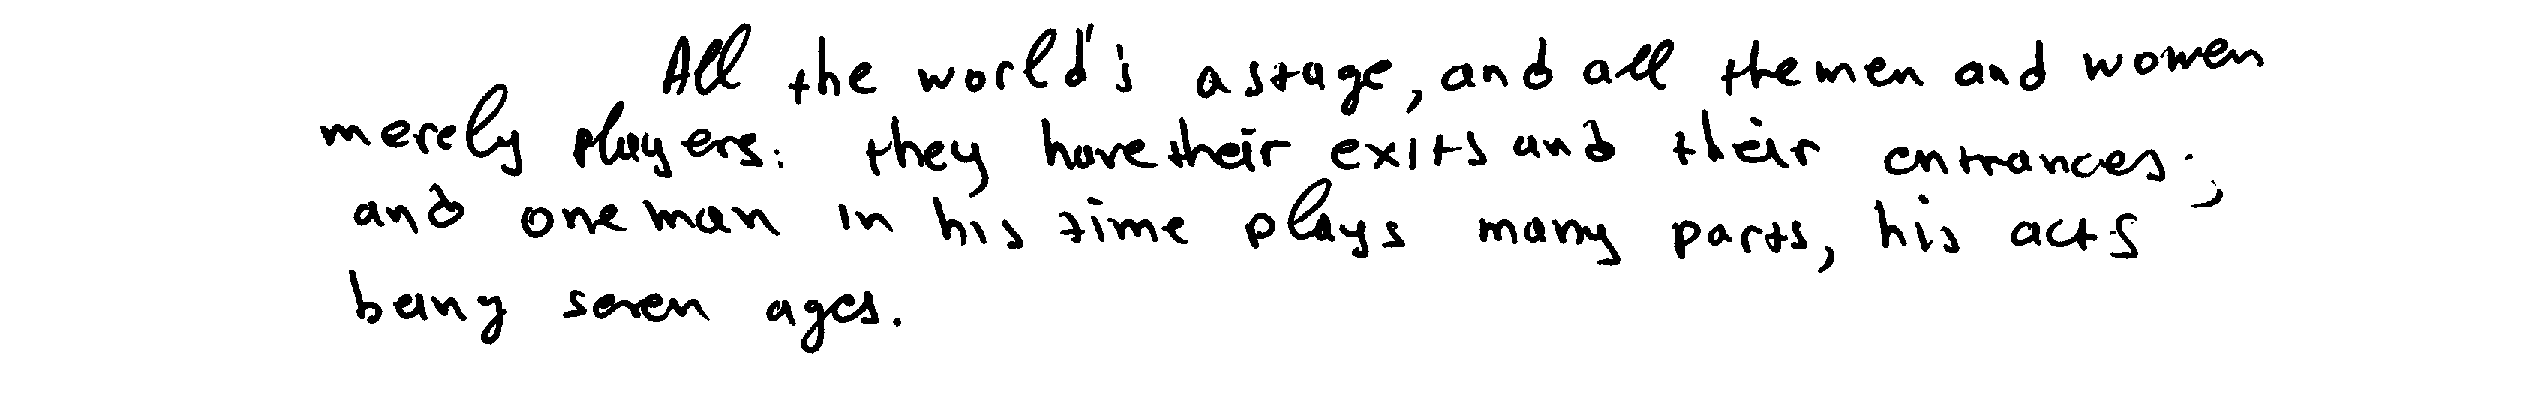 All the world's a stage, and all the men and women
merely players: they have their exits and their entrances;
and one man in his time plays many parts, his acts
being seven ages.